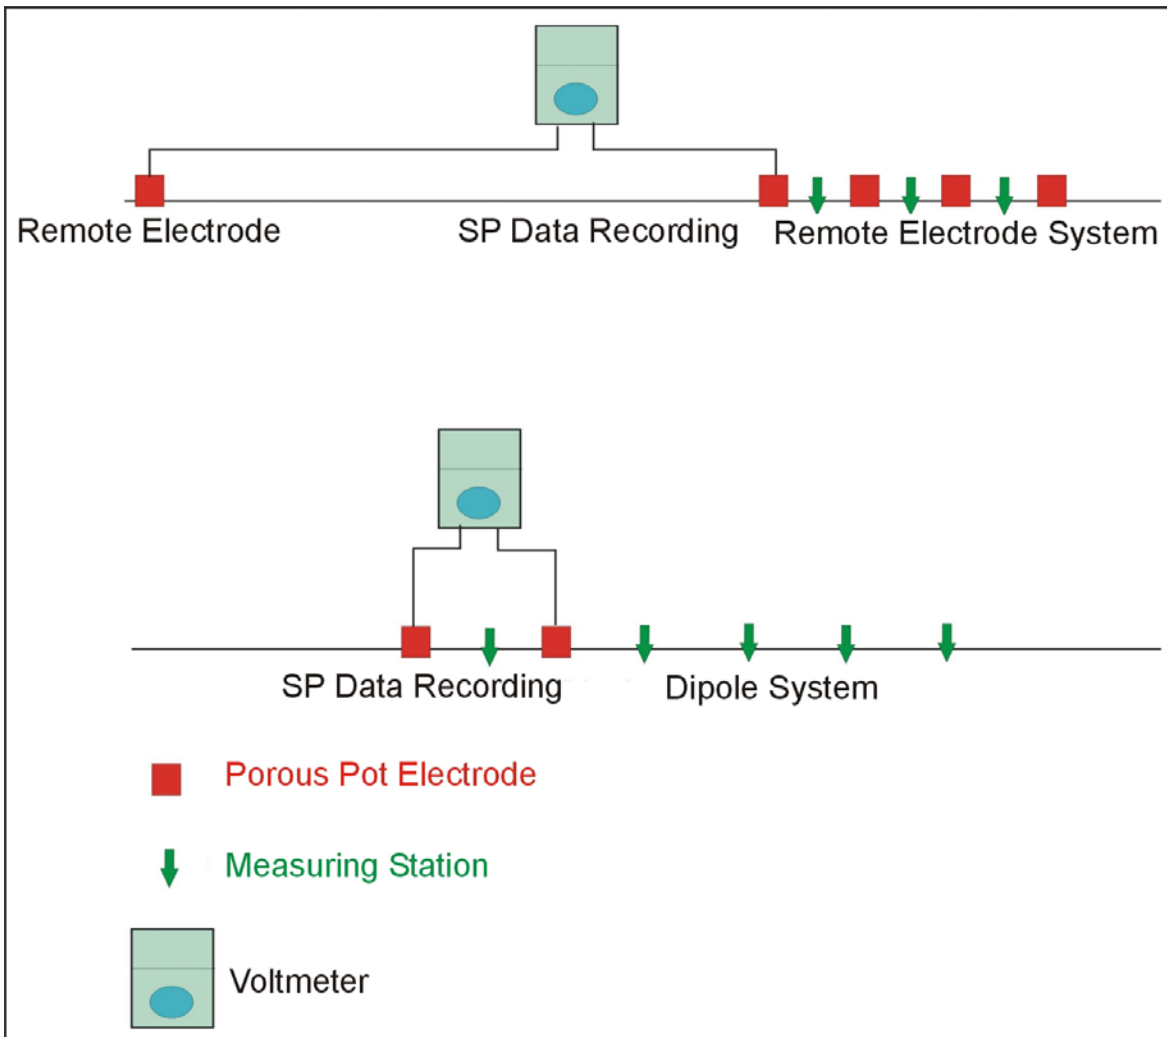 Remote Electrode
SP Data Recording
Remote Electrode System
SP Data Recording
Dipole System
Porous Pot Electrode
Measuring Station
Voltmeter